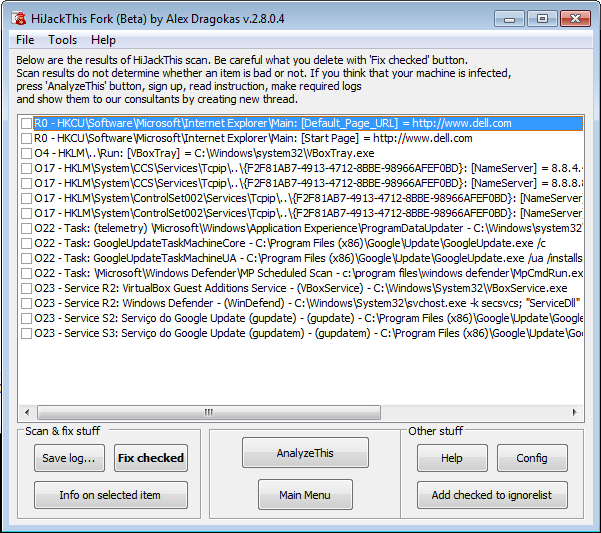 HiJackThis Fork (Beta) by Alex Dragokas v.2.8.0.4
File Tools Help
Below are the results of HiJackThis scan. Be careful what you delete with 'Fix checked' button.
Scan results do not determine whether an item is bad or not. If you think that your machine is infected,
press 'AnalyzeThis' button, sign up, read instruction, make required logs
and show them to our consultants by creating new thread.
R0 - HKCU\Software\Microsoft\Internet Explorer\Main: [Default_Page_URL] = http://www.dell.com
R0 - HKCU\Software\Microsoft\Internet Explorer\Main: [Start Page] = http://www.dell.com
O4 - HKLM\..\Run: [VBoxTray] = C:\Windows\system32\VBoxTray.exe
O17 - HKLM\System\CCS\Services\Tcpip\..\{F2F81AB7-4913-4712-8BBE-98966AFEF0BD}: [NameServer] = 8.8.4.
O17 - HKLM\System\CCS\Services\Tcpip\..\{F2F81AB7-4913-4712-8BBE-98966AFEF0BD}: [NameServer] = 8.8.8.8
O17 - HKLM\System\ControlSet002\Services\Tcpip\..\{F2F81AB7-4913-4712-8BBE-98966AFEF0BD}: [NameServ
O17 - HKLM\System\ControlSet002\Services\Tcpip\..\{F2F81AB7-4913-4712-8BBE-98966AFEF0BD}: [NameServ
O22 - Task: (telemetry) \Microsoft\Windows\Application Experience\ProgramDataUpdater - C:\Windows\system32\
O22 - Task: GoogleUpdateTaskMachineCore - C:\Program Files (x86)\Google\Update\GoogleUpdate.exe /c
O22 - Task: GoogleUpdateTaskMachineUA - C:\Program Files (x86)\Google\Update\GoogleUpdate.exe /ua /installs
O22 - Task: \Microsoft\Windows Defender\MP Scheduled Scan - c:\program files\windows defender\MpCmdRun.exe
O23 - Service R2: VirtualBox Guest Additions Service - (VBoxService) - C:\Windows\System32\VBoxService.exe
O23 - Service R2: Windows Defender - (WinDefend) - C:\Windows\System32\svchost.exe -k secsvcs; "ServiceDll"
O23 - Service S2: Serviço do Google Update (gupdate) - (gupdate) - C:\Program Files (x86)\Google\Update\Goog
O23 - Service S3: Serviço do Google Update (gupdatem) - (gupdatem) - C:\Program Files (x86)\Google\Update\Go
Scan & fix stuff
Save log...
Fix checked
Info on selected item
AnalyzeThis
Main Menu
Other stuff
Help
Config
Add checked to ignorelist